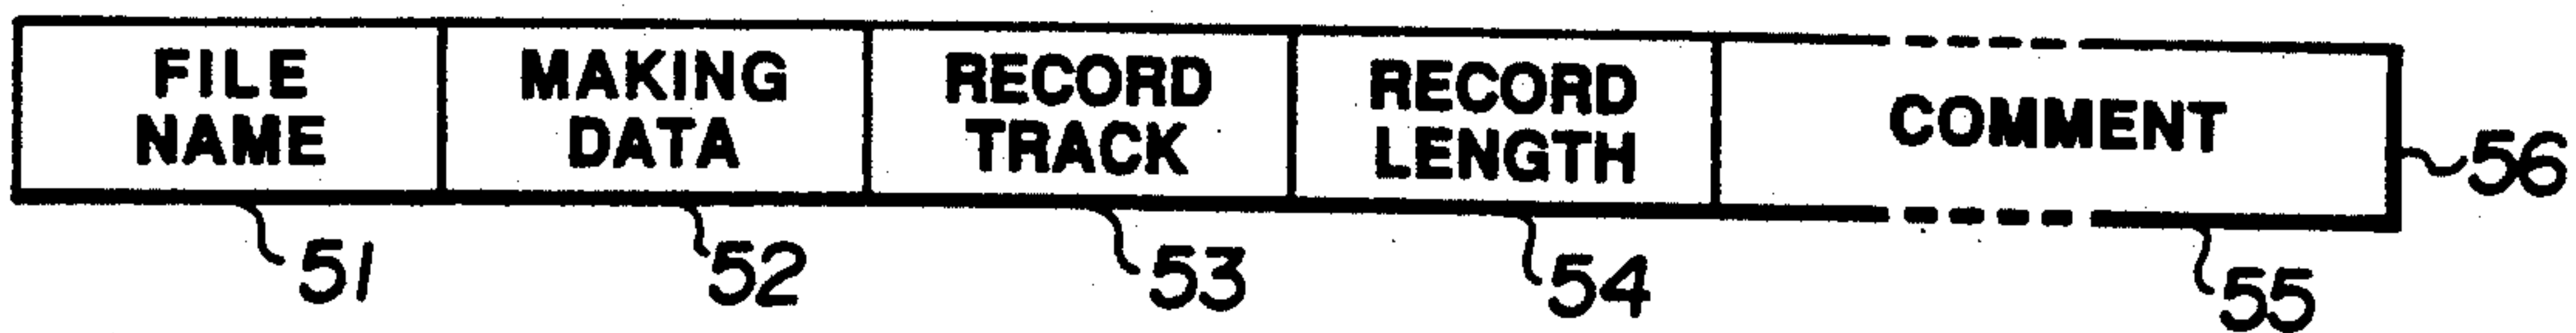 FILE
NAME
MAKING
DATA
RECORD
TRACK
RECORD
LENGTH
COMMENT
51
52
53
54
55
56